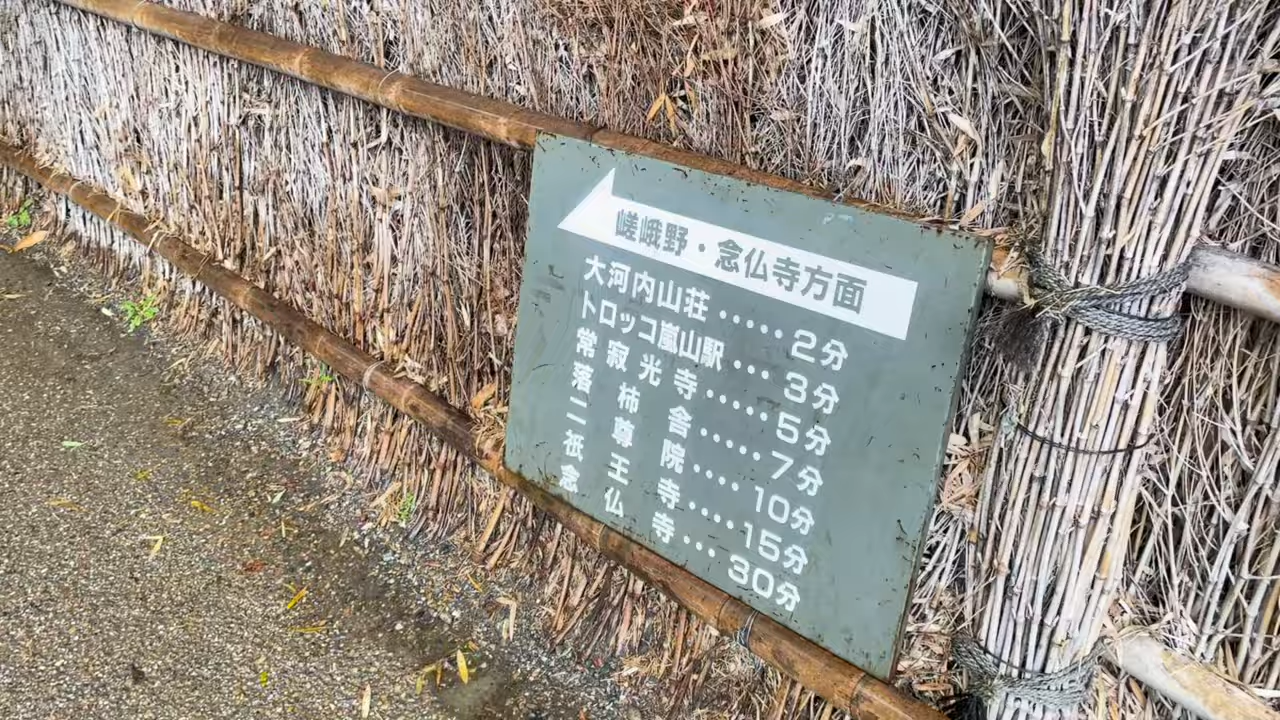 嵯峨野・念仏寺方面
大河内山荘.....2分
トロッコ嵐山駅...3分
常寂光寺.....5分
落柿舎.....7分
二尊院....10分
祇王寺....15分
念仏寺...30分